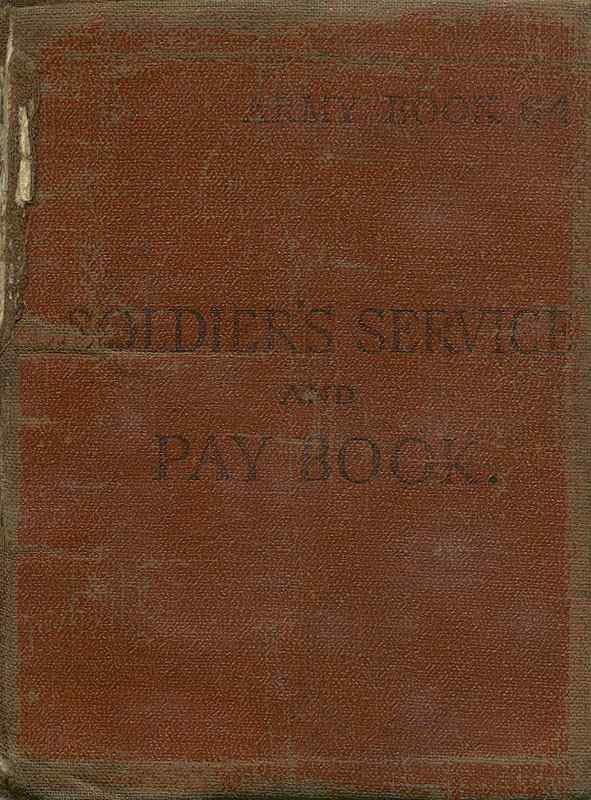 ARMY BOOK 64
SOLDIER'S SERVICE
AND
PAY BOOK.